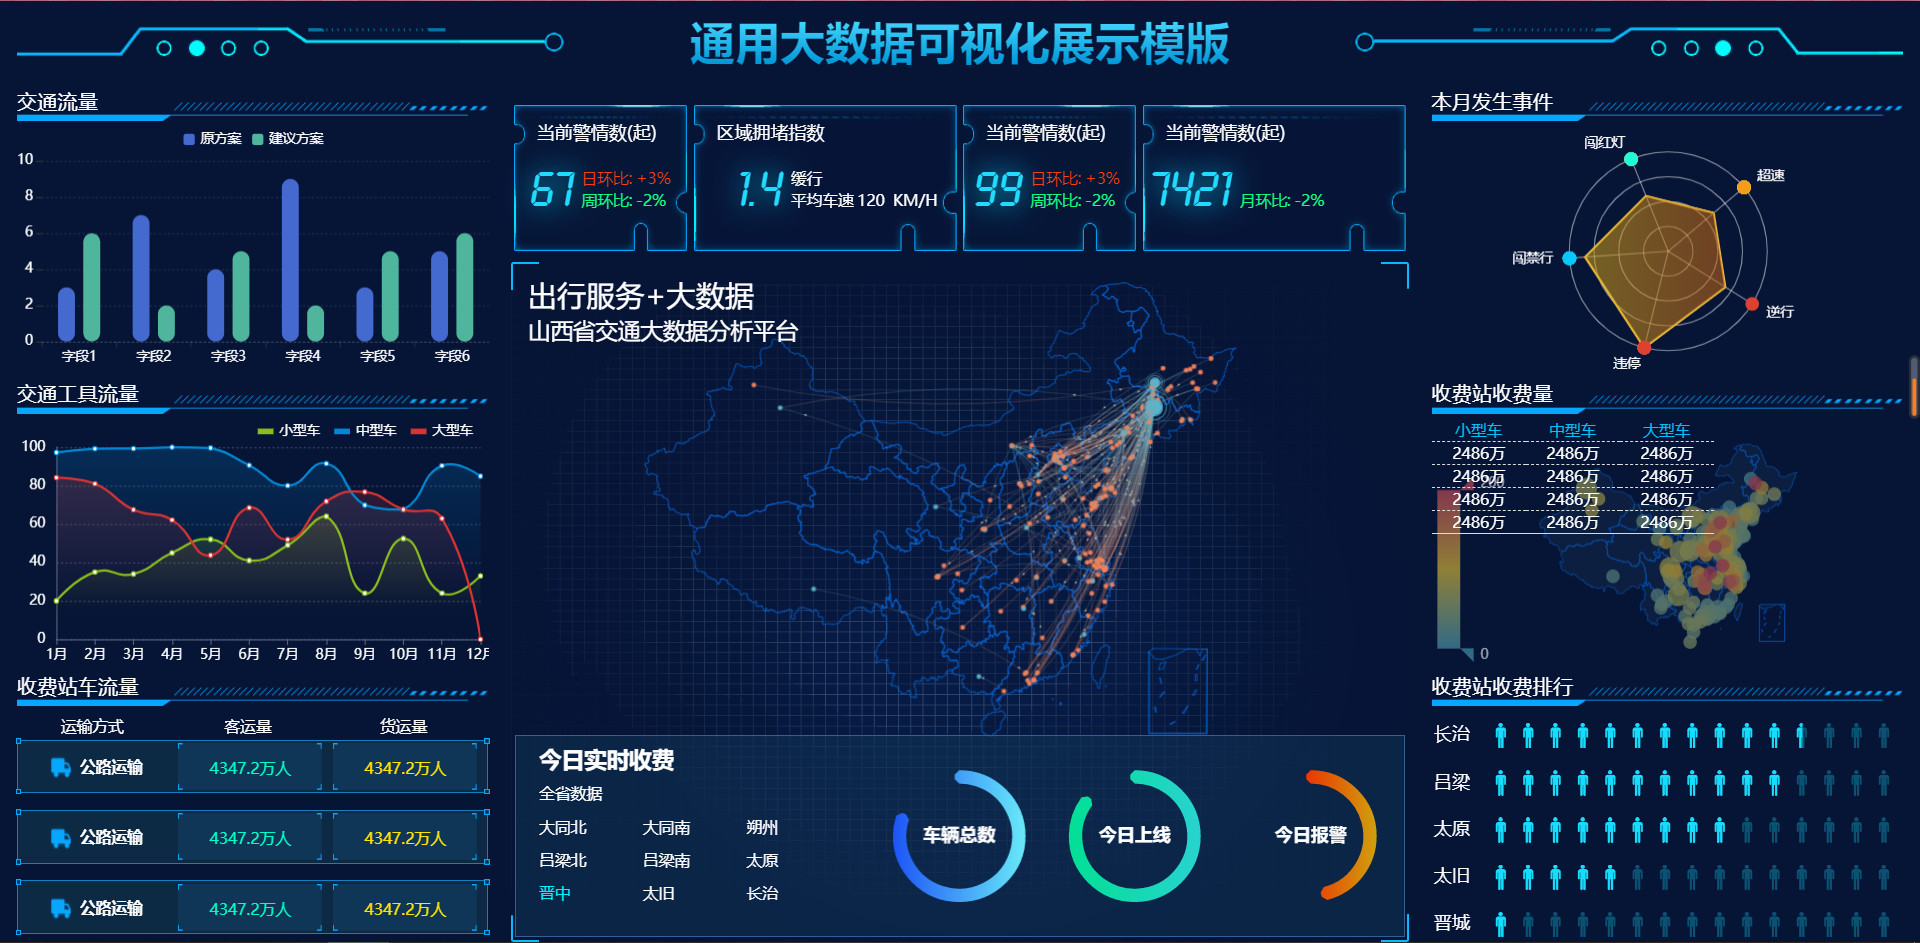 通用大数据可视化展示模版
交通流量
原方案 建议方案
10
8
6
4
2
0
字段1 字段2 字段3 字段4 字段5 字段6
交通工具流量
小型车 中型车 大型车
100
80
60
40
20
0
1月 2月 3月 4月 5月 6月 7月 8月 9月 10月 11月 12月
收费站车流量
运输方式 客运量 货运量
公路运输 4347.2万人 4347.2万人
公路运输 4347.2万人 4347.2万人
公路运输 4347.2万人 4347.2万人
当前警情数(起)
67
日环比: +3%
周环比: -2%
区域拥堵指数
1.4
缓行
平均车速 120 KM/H
当前警情数(起)
99
日环比: +3%
周环比: -2%
当前警情数(起)
7421
月环比: -2%
出行服务+大数据
山西省交通大数据分析平台
今日实时收费
全省数据
大同北 大同南 朔州
吕梁北 吕梁南 太原
晋中 太旧 长治
车辆总数
今日上线
今日报警
本月发生事件
闯红灯
超速
闯禁行
逆行
违停
收费站收费量
小型车 中型车 大型车
2486万 2486万 2486万
2486万 2486万 2486万
2486万 2486万 2486万
2486万 2486万 2486万
0
收费站收费排行
长治
吕梁
太原
太旧
晋城